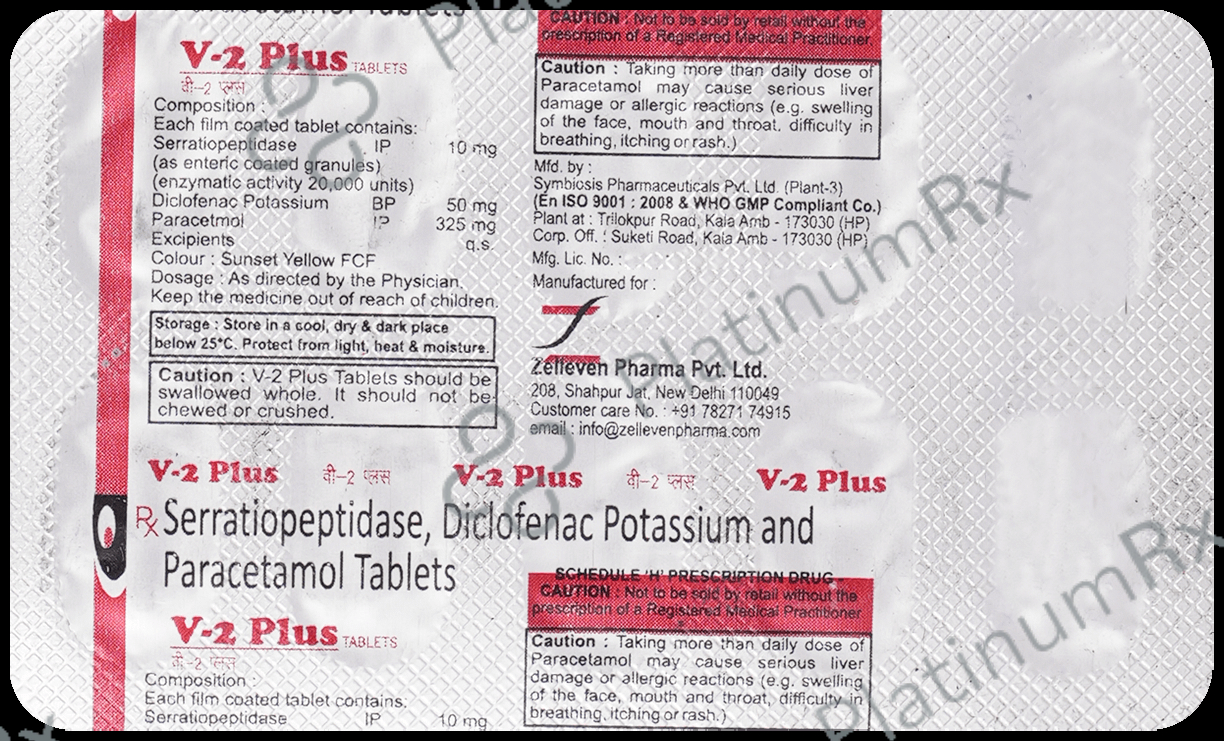 V-2 Plus TABLETS
वी-2 प्लस
Composition :
Each film coated tablet contains:
Serratiopeptidase IP 10 mg
(as enteric coated granules)
(enzymatic activity 20,000 units)
Diclofenac Potassium BP 50 mg
Paracetmol IP 325 mg
Excipients q.s.
Colour : Sunset Yellow FCF
Dosage : As directed by the Physician.
Keep the medicine out of reach of children.
Storage : Store in a cool, dry & dark place
below 25°C. Protect from light, heat & moisture.
Caution : V-2 Plus Tablets should be
swallowed whole. It should not be
chewed or crushed.
CAUTION : Not to be sold by retail without the
prescription of a Registered Medical Practitioner.
Caution : Taking more than daily dose of
Paracetamol may cause serious liver
damage or allergic reactions (e.g. swelling
of the face, mouth and throat. difficulty in
breathing, itching or rash.)
Mfd. by :
Symbiosis Pharmaceuticals Pvt. Ltd. (Plant-3)
(En ISO 9001 : 2008 & WHO GMP Compliant Co.)
Plant at : Trilokpur Road, Kala Amb - 173030 (HP)
Corp. Off. : Suketi Road, Kala Amb - 173030 (HP)
Mfg. Lic. No. :
Manufactured for :
Zelleven Pharma Pvt. Ltd.
208, Shahpur Jat, New Delhi 110049
Customer care No. : +91 78271 74915
email : info@zellevenpharma.com
V-2 Plus वी-2 प्लस V-2 Plus वी-2 प्लस V-2 Plus
Rx Serratiopeptidase, Diclofenac Potassium and
Paracetamol Tablets
V-2 Plus TABLETS
वी-2 प्लस
Composition :
Each film coated tablet contains:
Serratiopeptidase IP 10 mg
SCHEDULE 'H' PRESCRIPTION DRUG
CAUTION : Not to be sold by retail without the
prescription of a Registered Medical Practitioner
Caution : Taking more than daily dose of
Paracetamol may cause serious liver
damage or allergic reactions (e.g. swelling
of the face, mouth and throat, difficulty in
breathing, itching or rash.)
PlatinumRx
PlatinumRx